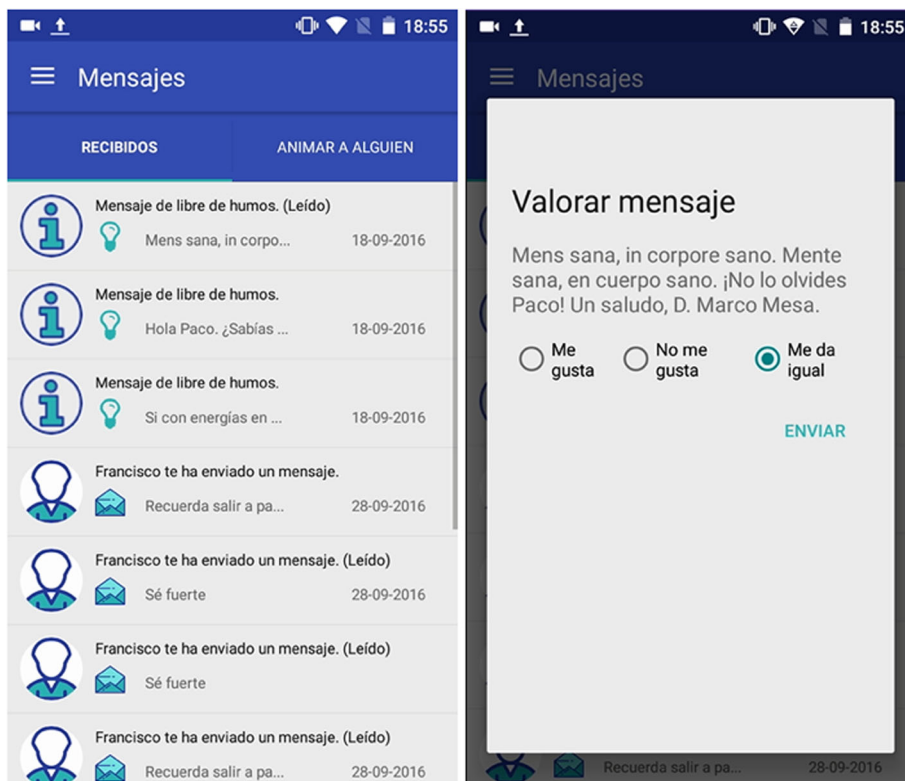 18:55
Mensajes
RECIBIDOS
ANIMAR A ALGUIEN
Mensaje de libre de humos. (Leído)
Mens sana, in corpo... 18-09-2016
Mensaje de libre de humos.
Hola Paco. ¿Sabías ... 18-09-2016
Mensaje de libre de humos.
Si con energías en ... 18-09-2016
Francisco te ha enviado un mensaje.
Recuerda salir a pa... 28-09-2016
Francisco te ha enviado un mensaje. (Leído)
Sé fuerte 28-09-2016
Francisco te ha enviado un mensaje. (Leído)
Sé fuerte
Francisco te ha enviado un mensaje. (Leído)
Recuerda salir a pa... 28-09-2016
18:55
Mensajes
Valorar mensaje
Mens sana, in corpore sano. Mente
sana, en cuerpo sano. ¡No lo olvides
Paco! Un saludo, D. Marco Mesa.
Me
gusta
No me
gusta
Me da
igual
ENVIAR
Recuerda salir a pa... 28-09-2016